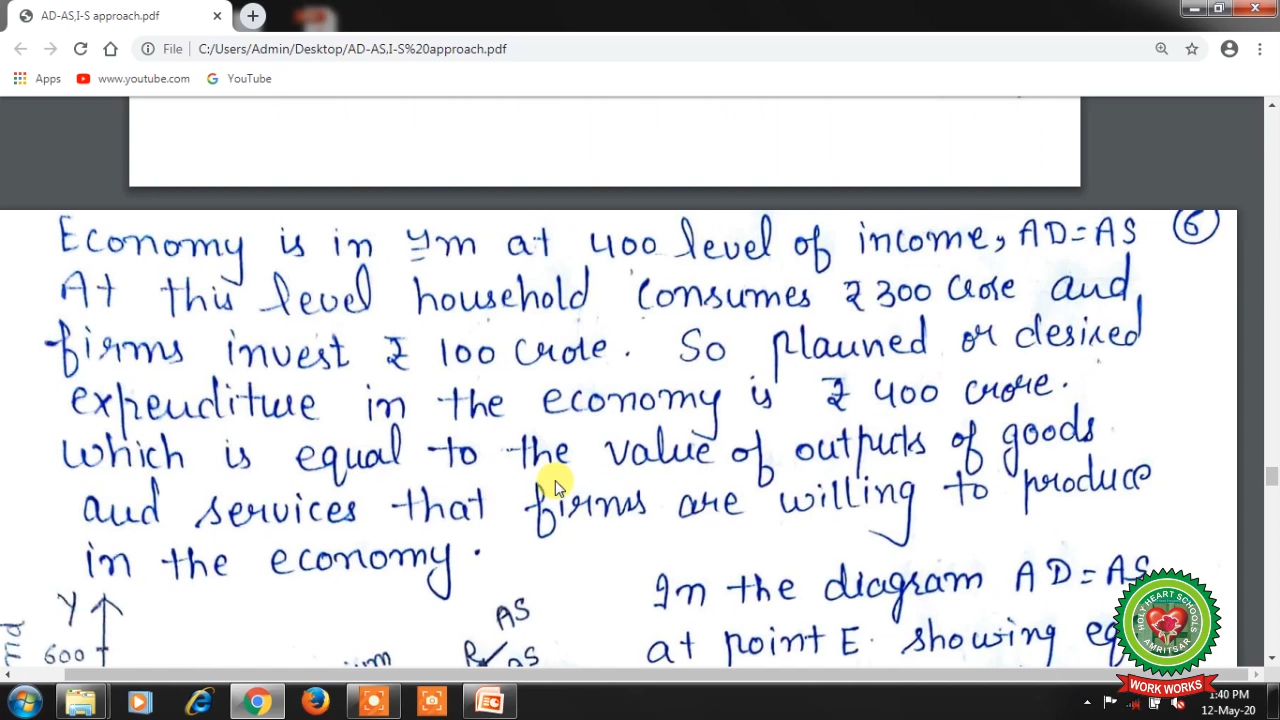 AD-AS,I-S approach.pdf
File
C:/Users/Admin/Desktop/AD-AS,I-S%20approach.pdf
Apps
www.youtube.com
YouTube
Economy is in =m at 400 level of income, AD=AS
6
At this level household consumes ₹ 300 crore and
firms invest ₹ 100 crore. So planned or desired
expenditure in the economy is ₹ 400 crore.
which is equal to the value of outputs of goods
and services that firms are willing to produce
in the economy.
In the diagram AD=AS
at point E. showing
Y
600
AS
R
HOLY HEART SCHOOLS
AMRITSAR
WORK WORKS
1:40 PM
12-May-20